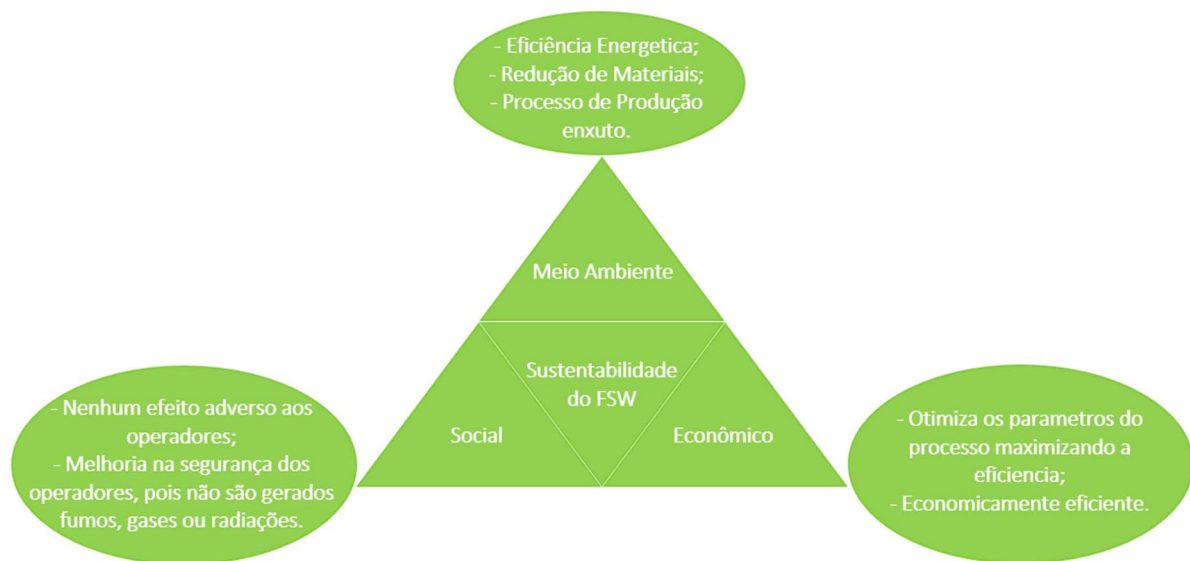 - Eficiência Energetica;
- Redução de Materiais;
- Processo de Produção
enxuto.
Meio Ambiente
Sustentabilidade
do FSW
Social
Econômico
- Nenhum efeito adverso aos
operadores;
- Melhoria na segurança dos
operadores, pois não são gerados
fumos, gases ou radiações.
- Otimiza os parametros do
processo maximizando a
eficiencia;
- Economicamente eficiente.